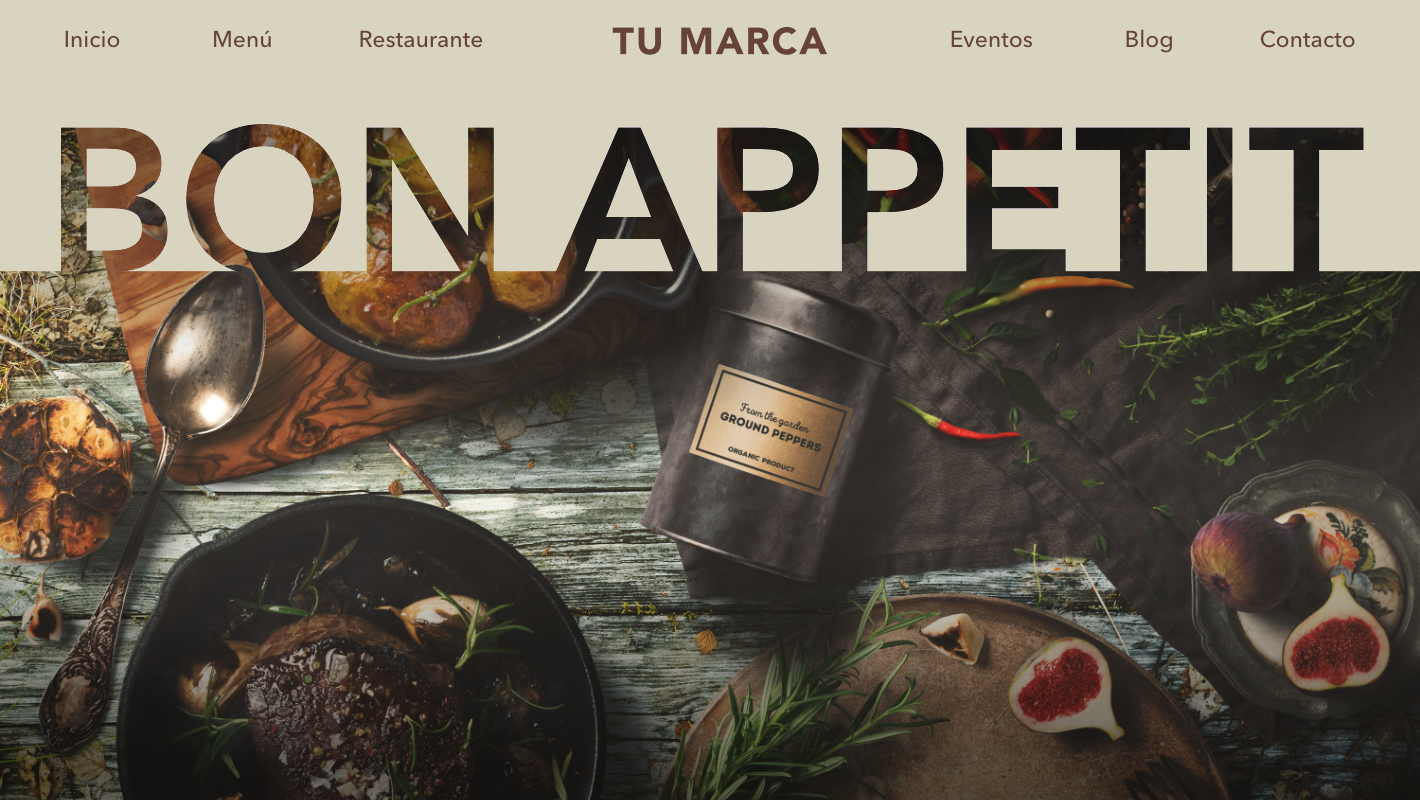 Inicio Menú Restaurante TU MARCA Eventos Blog Contacto
BON APPETIT
From the garden
GROUND PEPPERS
ORGANIC PRODUCT